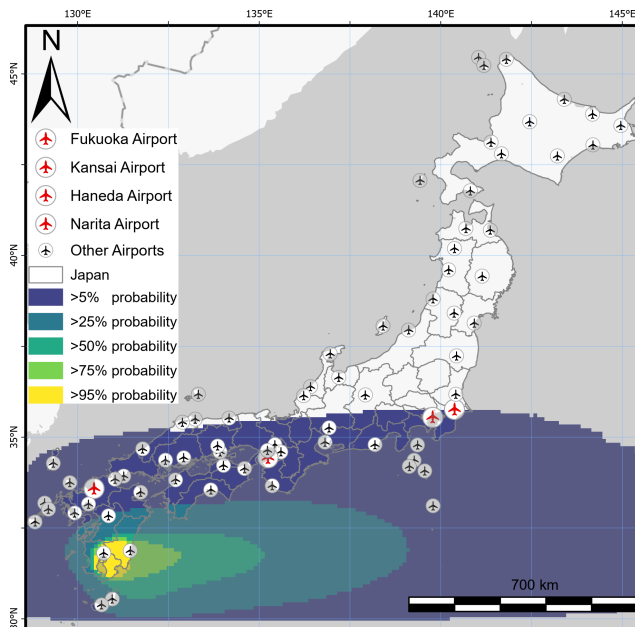 130°E 135°E 140°E 145°E
N
45°N
Fukuoka Airport
Kansai Airport
Haneda Airport
Narita Airport
Other Airports
40°N
Japan
>5% probability
>25% probability
>50% probability
>75% probability
>95% probability
35°N
700 km
30°N